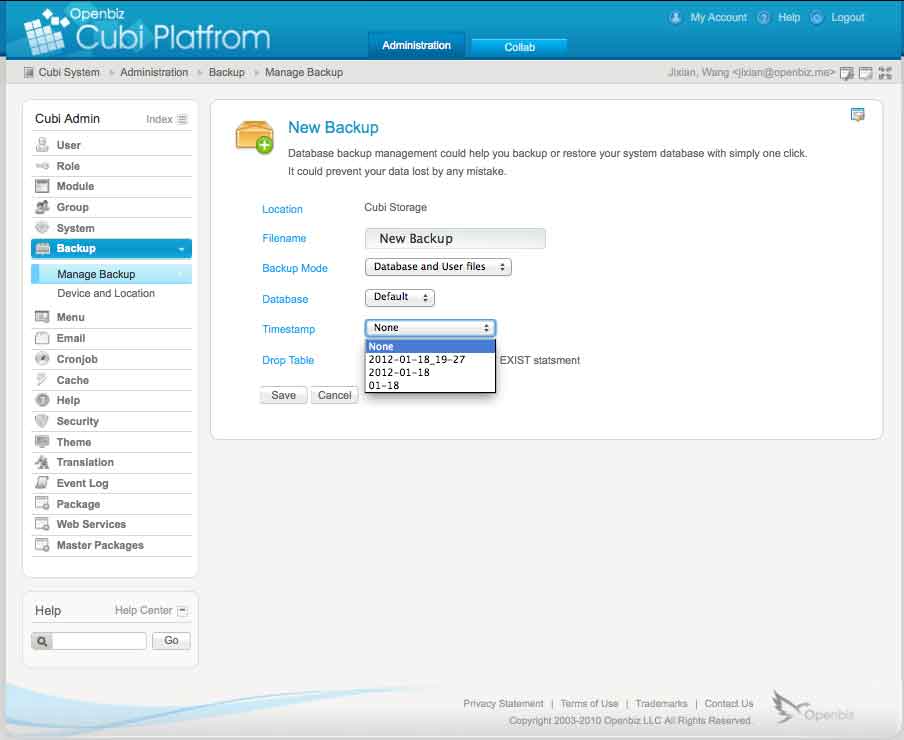 Openbiz
Cubi Platfrom
My Account Help Logout
Administration Collab
Cubi System Administration Backup Manage Backup
Jixian, Wang <jixian@openbiz.me>
Cubi Admin Index
User
Role
Module
Group
System
Backup
Manage Backup
Device and Location
Menu
Email
Cronjob
Cache
Help
Security
Theme
Translation
Event Log
Package
Web Services
Master Packages
Help Help Center
Go
New Backup
Database backup management could help you backup or restore your system database with simply one click.
It could prevent your data lost by any mistake.
Location Cubi Storage
Filename New Backup
Backup Mode Database and User files
Database Default
Timestamp None
None
2012-01-18_19-27
2012-01-18
01-18
Drop Table EXIST statsment
Save Cancel
Privacy Statement | Terms of Use | Trademarks | Contact Us
Copyright 2003-2010 Openbiz LLC All Rights Reserved.
Openbiz